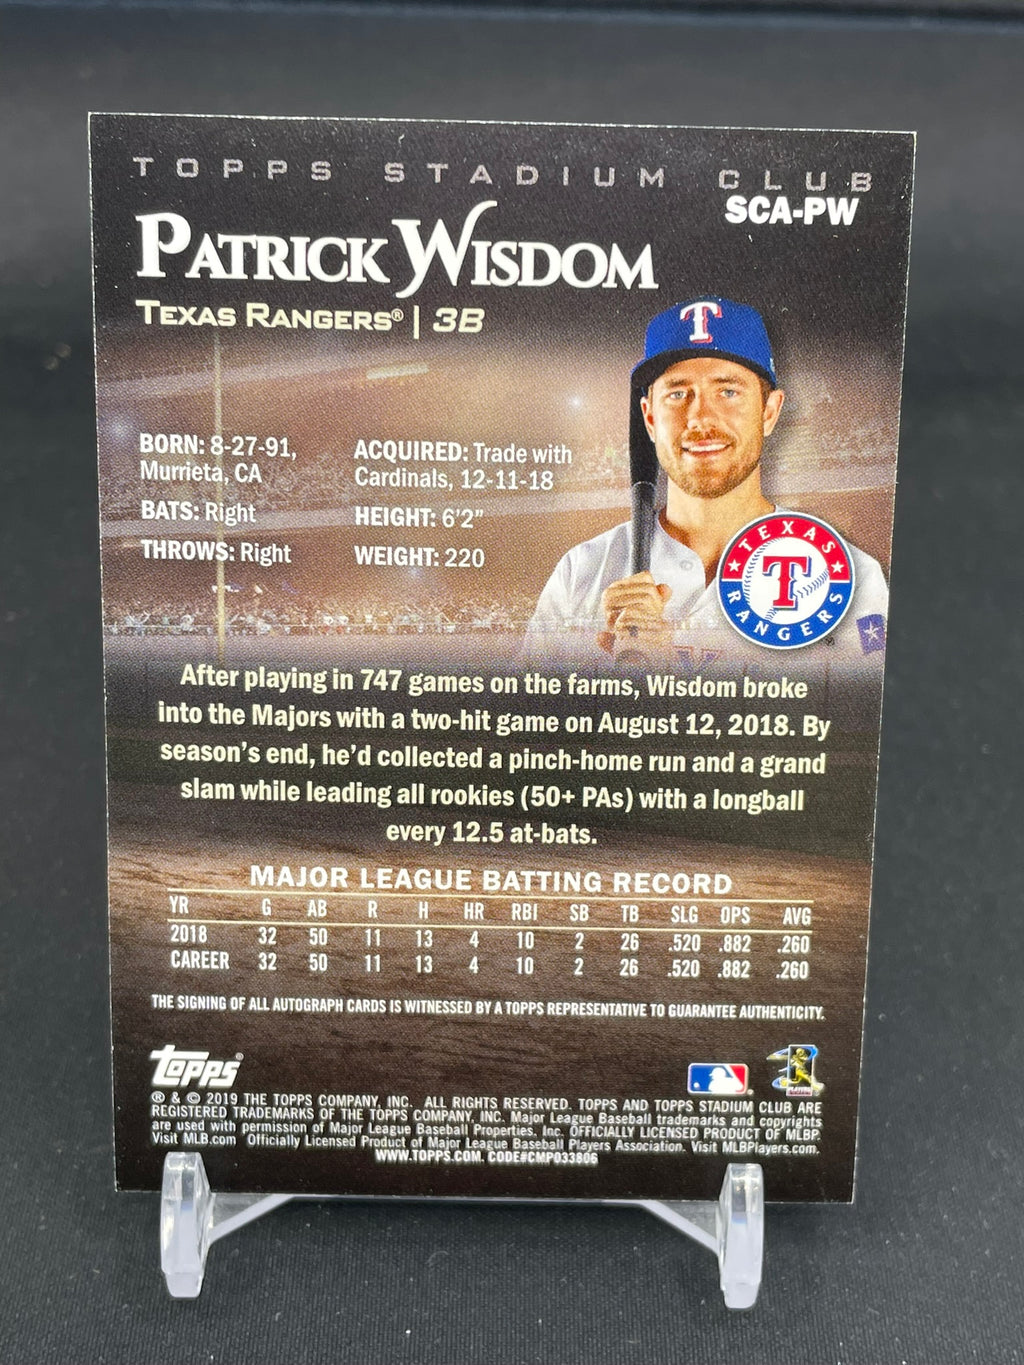 TOPPS STADIUM CLUB
SCA-PW
PATRICK WISDOM
TEXAS RANGERS® | 3B
T
BORN: 8-27-91,
Murrieta, CA
BATS: Right
THROWS: Right
ACQUIRED: Trade with
Cardinals, 12-11-18
HEIGHT: 6'2"
WEIGHT: 220
TEXAS
T
RANGERS
After playing in 747 games on the farms, Wisdom broke
into the Majors with a two-hit game on August 12, 2018. By
season's end, he'd collected a pinch-home run and a grand
slam while leading all rookies (50+ PAs) with a longball
every 12.5 at-bats.
MAJOR LEAGUE BATTING RECORD
YR G AB R H HR RBI SB TB SLG OPS AVG
2018 32 50 11 13 4 10 2 26 .520 .882 .260
CAREER 32 50 11 13 4 10 2 26 .520 .882 .260
THE SIGNING OF ALL AUTOGRAPH CARDS IS WITNESSED BY A TOPPS REPRESENTATIVE TO GUARANTEE AUTHENTICITY.
topps®
® & © 2019 THE TOPPS COMPANY, INC. ALL RIGHTS RESERVED. TOPPS AND TOPPS STADIUM CLUB ARE
REGISTERED TRADEMARKS OF THE TOPPS COMPANY, INC. Major League Baseball trademarks and copyrights
are used with permission of Major League Baseball Properties, Inc. OFFICIALLY LICENSED PRODUCT OF MLBP.
Visit MLB.com Officially Licensed Product of Major League Baseball Players Association. Visit MLBPlayers.com.
WWW.TOPPS.COM. CODE#CMP033806